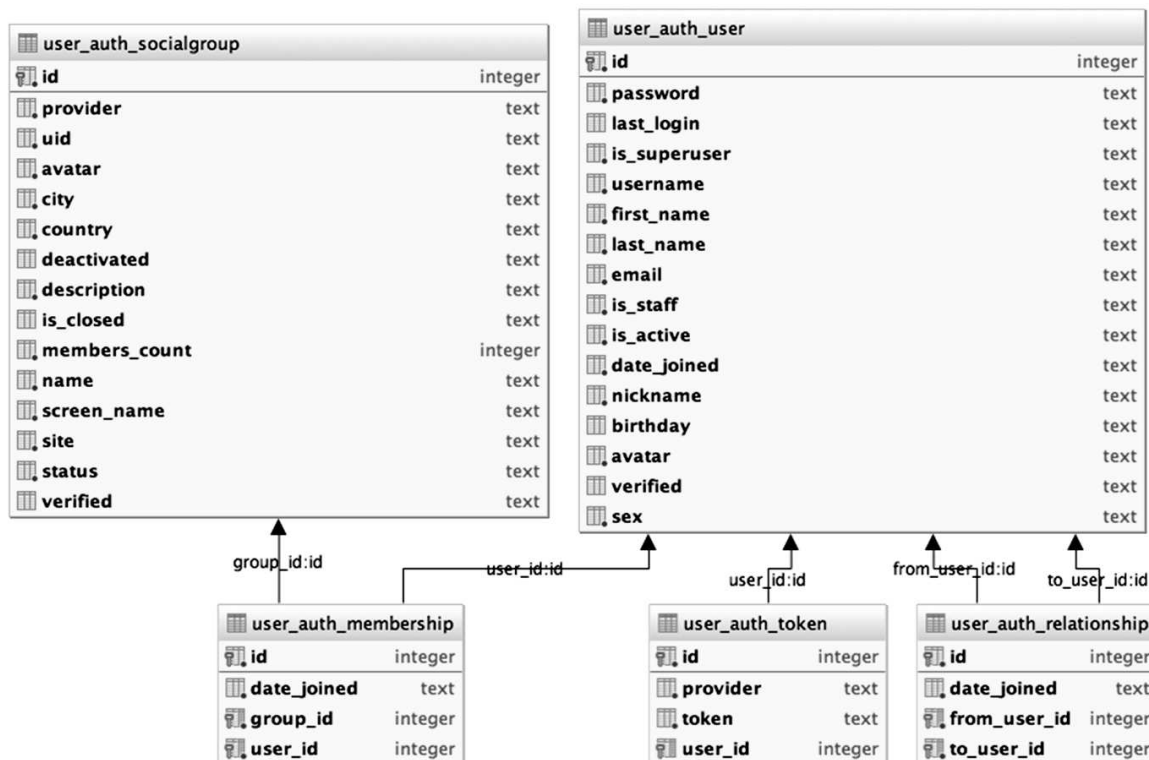 user_auth_socialgroup
id integer
provider text
uid text
avatar text
city text
country text
deactivated text
description text
is_closed text
members_count integer
name text
screen_name text
site text
status text
verified text
user_auth_user
id integer
password text
last_login text
is_superuser text
username text
first_name text
last_name text
email text
is_staff text
is_active text
date_joined text
nickname text
birthday text
avatar text
verified text
sex text
group_id:id
user_id:id
user_id:id
from_user_id:id
to_user_id:id
user_auth_membership
id integer
date_joined text
group_id integer
user_id integer
user_auth_token
id integer
provider text
token text
user_id integer
user_auth_relationship
id integer
date_joined text
from_user_id integer
to_user_id integer